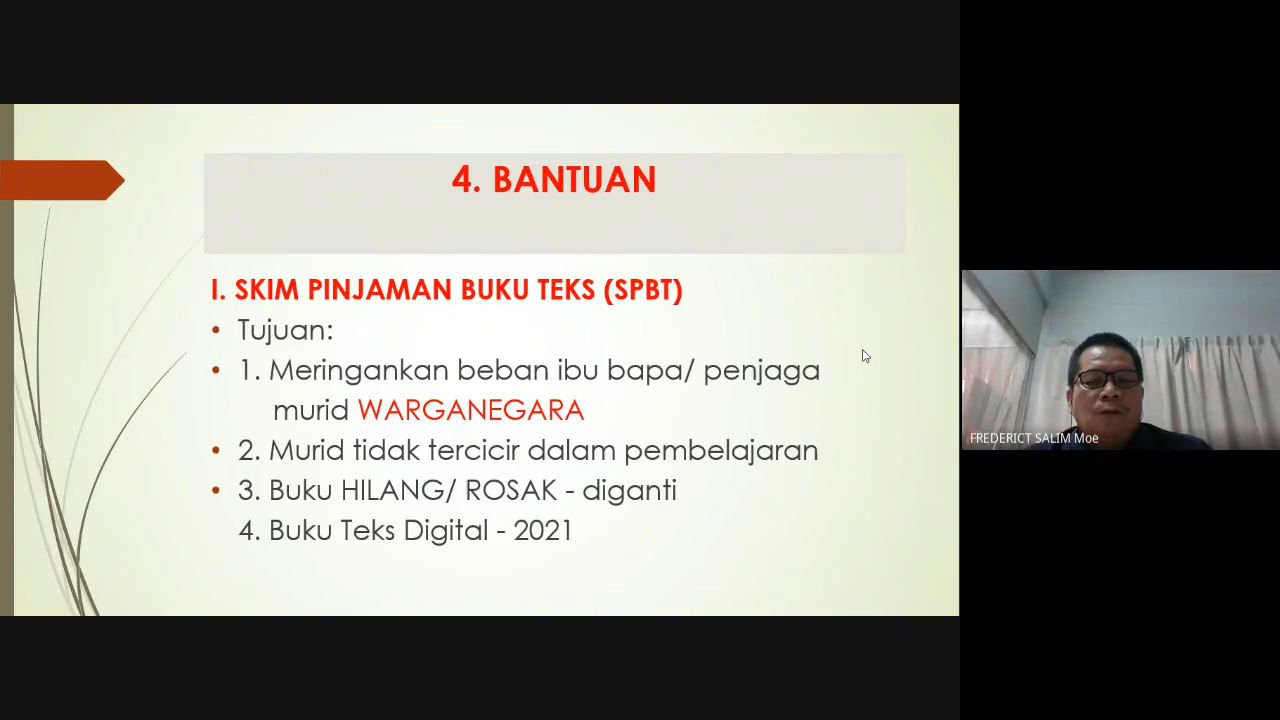 4. BANTUAN
I. SKIM PINJAMAN BUKU TEKS (SPBT)
• Tujuan:
• 1. Meringankan beban ibu bapa/ penjaga
murid WARGANEGARA
• 2. Murid tidak tercicir dalam pembelajaran
• 3. Buku HILANG/ ROSAK - diganti
4. Buku Teks Digital - 2021
FREDERICT SALIM Moe